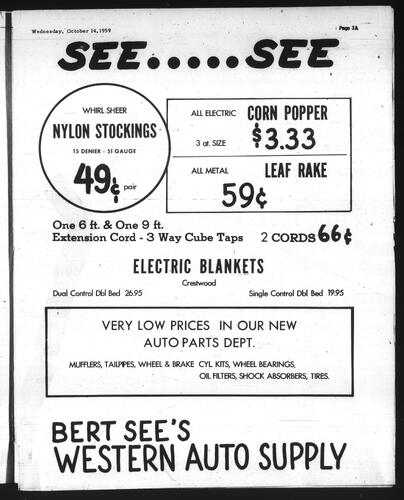 Wednesday, October 14, 1959
Page 3A
SEE.....SEE
WHIRL SHEER
NYLON STOCKINGS
15 DENIER - 51 GAUGE
49¢ pair
ALL ELECTRIC CORN POPPER
3 qt. SIZE $3.33
ALL METAL LEAF RAKE
59¢
One 6 ft. & One 9 ft.
Extension Cord - 3 Way Cube Taps 2 CORDS 66¢
ELECTRIC BLANKETS
Crestwood
Dual Control Dbl Bed 26.95 Single Control Dbl Bed 19.95
VERY LOW PRICES IN OUR NEW
AUTO PARTS DEPT.
MUFFLERS, TAILPIPES, WHEEL & BRAKE CYL KITS, WHEEL BEARINGS,
OIL FILTERS, SHOCK ABSORBERS, TIRES.
BERT SEE'S
WESTERN AUTO SUPPLY